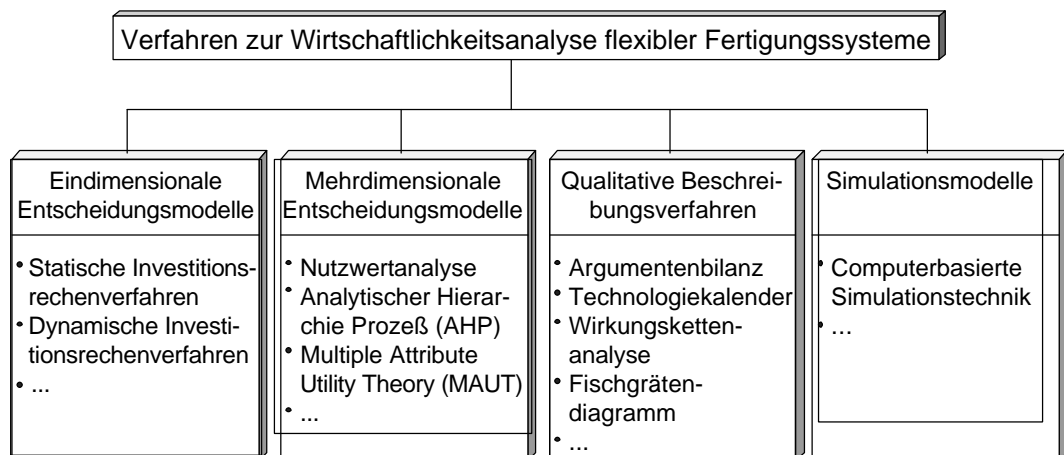 Verfahren zur Wirtschaftlichkeitsanalyse flexibler Fertigungssysteme
Eindimensionale
Entscheidungsmodelle
• Statische Investitions-
rechenverfahren
• Dynamische Investi-
tionsrechenverfahren
• ...
Mehrdimensionale
Entscheidungsmodelle
• Nutzwertanalyse
• Analytischer Hierar-
chie Prozeß (AHP)
• Multiple Attribute
Utility Theory (MAUT)
• ...
Qualitative Beschrei-
bungsverfahren
• Argumentenbilanz
• Technologiekalender
• Wirkungsketten-
analyse
• Fischgräten-
diagramm
• ...
Simulationsmodelle
• Computerbasierte
Simulationstechnik
• ...